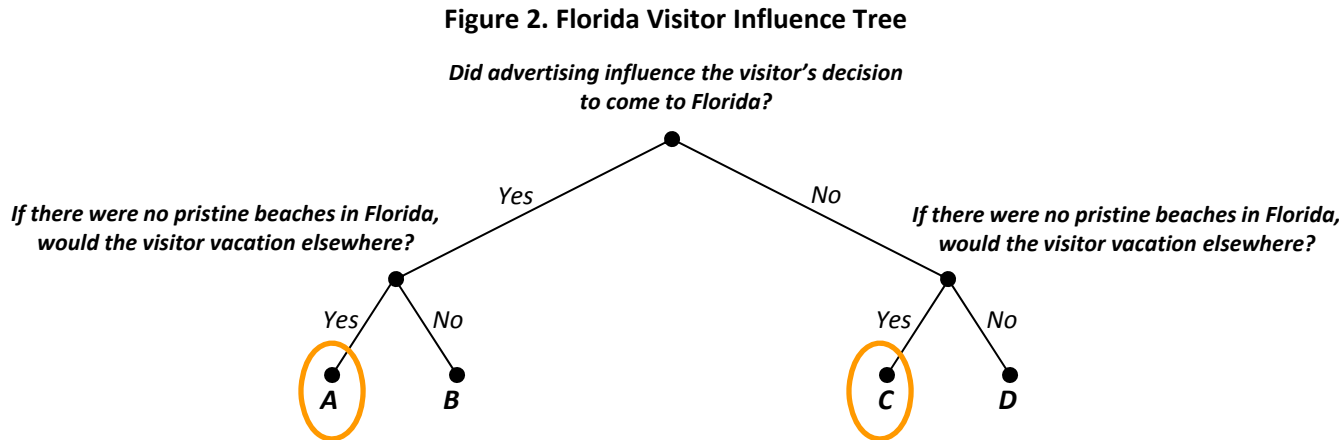 Figure 2. Florida Visitor Influence Tree
Did advertising influence the visitor’s decision
to come to Florida?
Yes
No
If there were no pristine beaches in Florida,
would the visitor vacation elsewhere?
If there were no pristine beaches in Florida,
would the visitor vacation elsewhere?
Yes
No
Yes
No
A
B
C
D